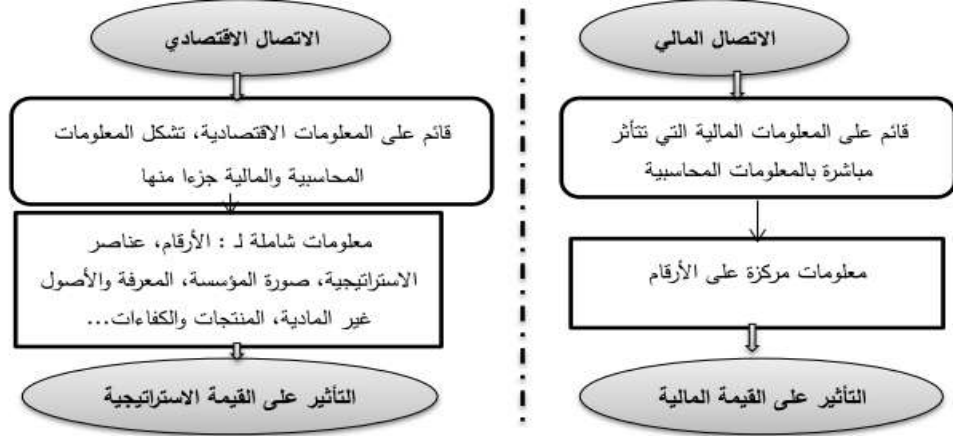 الاتصال المالي
قائم على المعلومات المالية التي تتأثر
مباشرة بالمعلومات المحاسبية
معلومات مركزة على الأرقام
التأثير على القيمة المالية
الاتصال الاقتصادي
قائم على المعلومات الاقتصادية، تشكل المعلومات
المحاسبية والمالية جزءا منها
معلومات شاملة لـ : الأرقام، عناصر
الاستراتيجية، صورة المؤسسة، المعرفة والأصول
غير المادية، المنتجات والكفاءات...
التأثير على القيمة الاستراتيجية